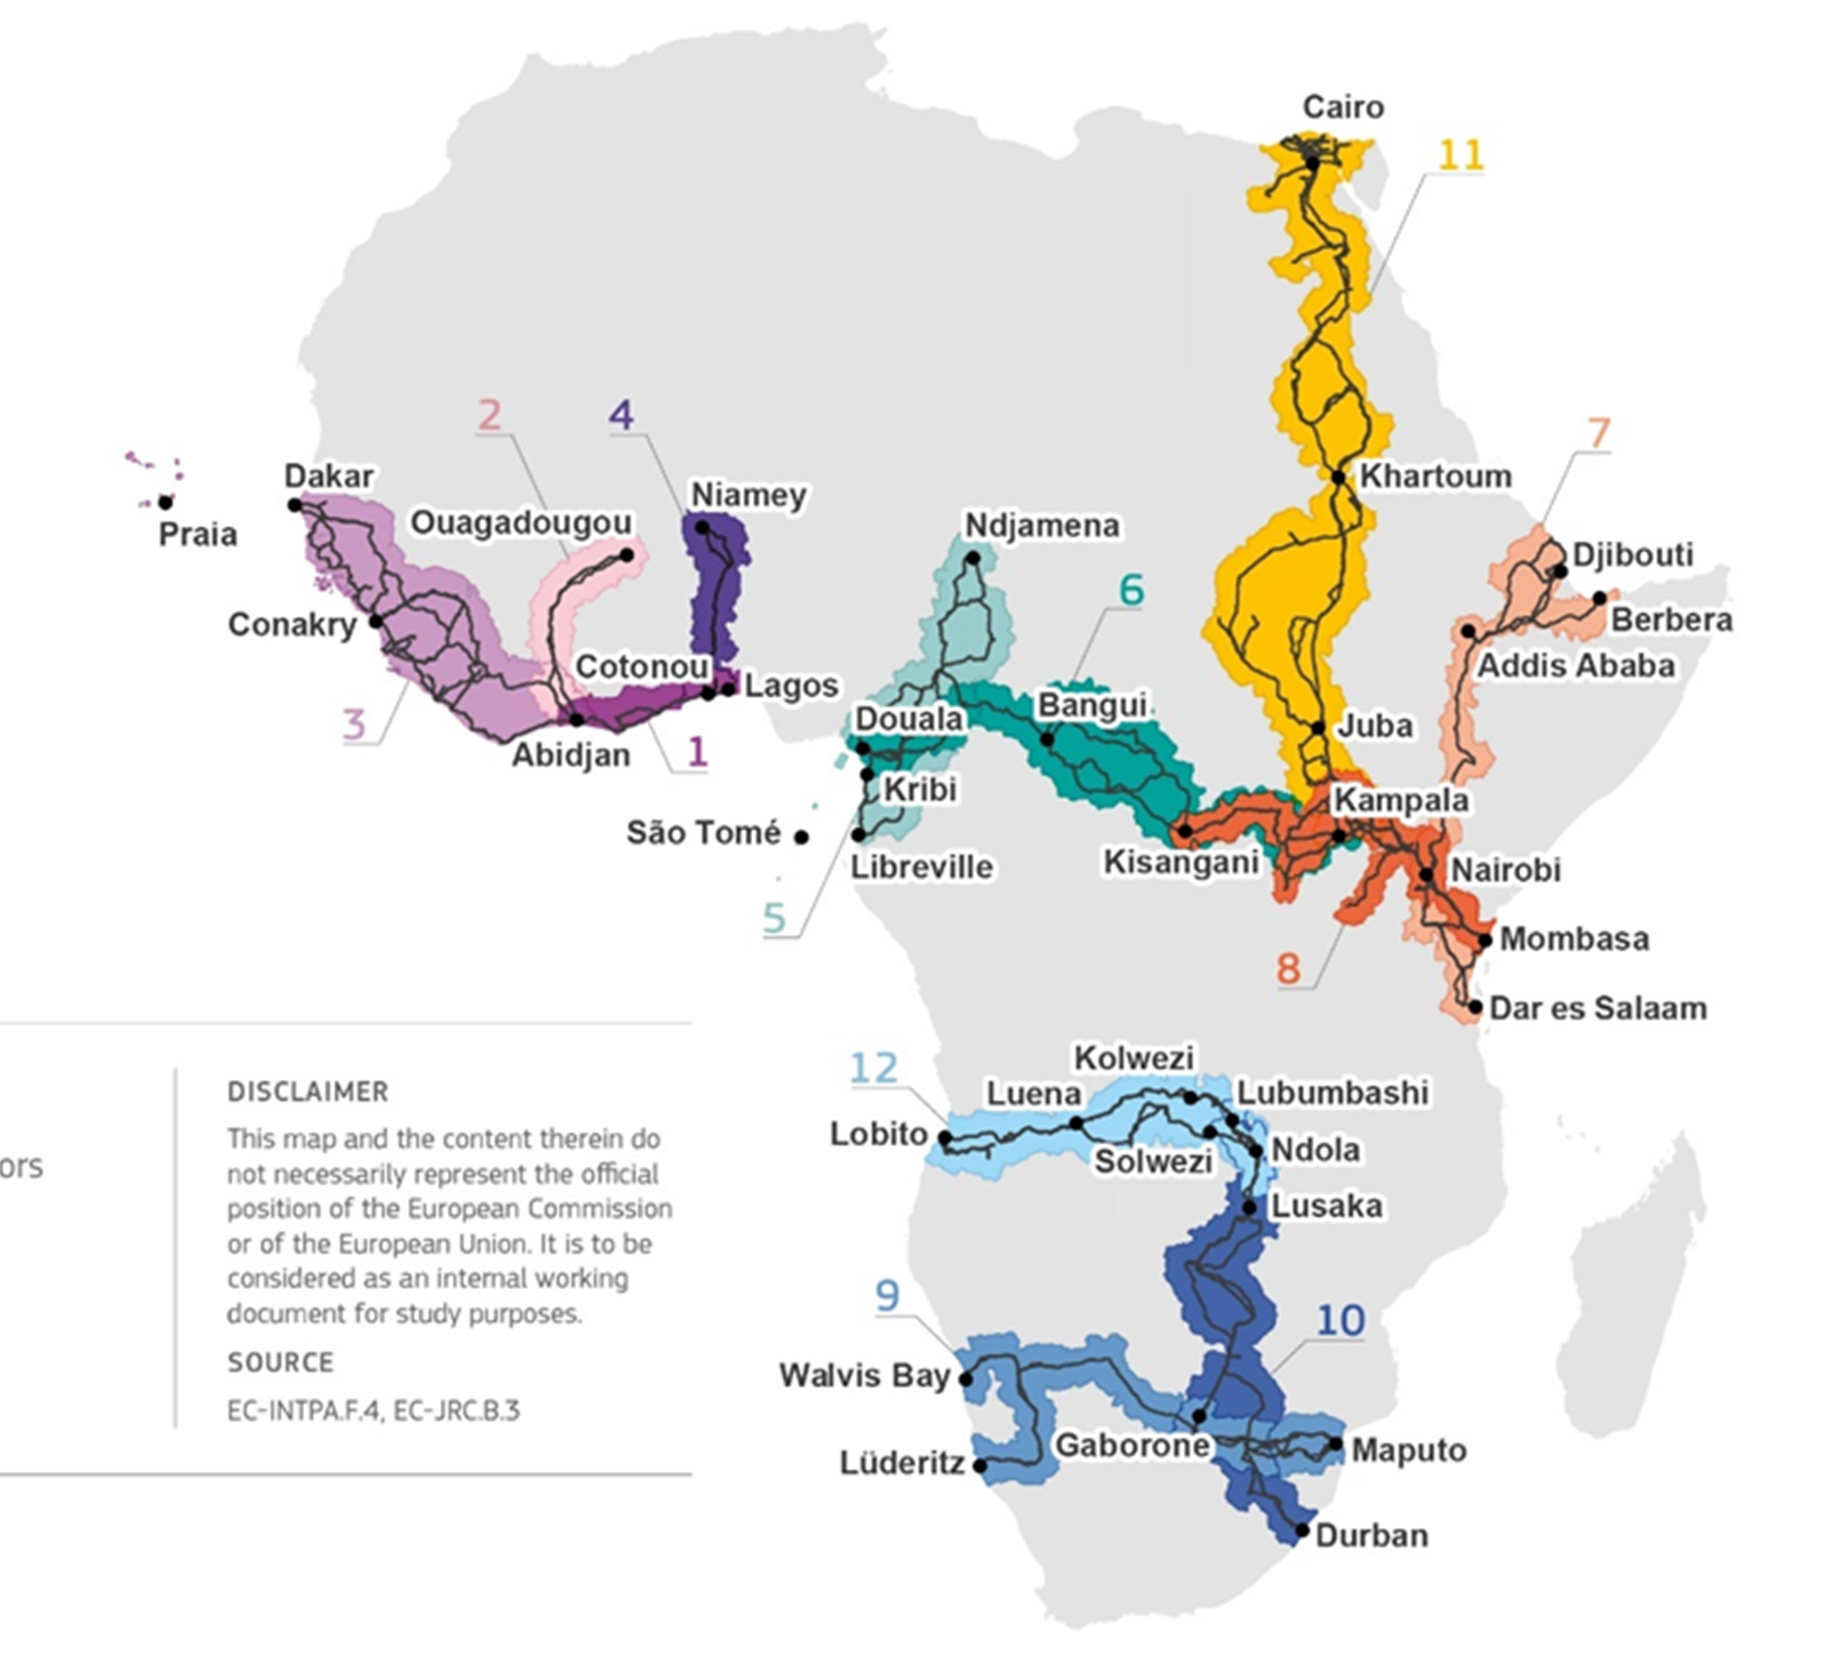 Cairo
11
2
4
7
Dakar
Niamey
Khartoum
Praia
Ouagadougou
Ndjamena
Djibouti
6
Berbera
Conakry
Cotonou
Lagos
Addis Ababa
3
Douala
Bangui
Juba
Abidjan
1
Kribi
Kampala
São Tomé
Libreville
Kisangani
Nairobi
5
8
Mombasa
Dar es Salaam
12
Kolwezi
Luena
Lubumbashi
Lobito
Solwezi
Ndola
Lusaka
9
10
Walvis Bay
Gaborone
Maputo
Lüderitz
Durban
ors
DISCLAIMER
This map and the content therein do
not necessarily represent the official
position of the European Commission
or of the European Union. It is to be
considered as an internal working
document for study purposes.
SOURCE
EC-INTPA.F.4, EC-JRC.B.3